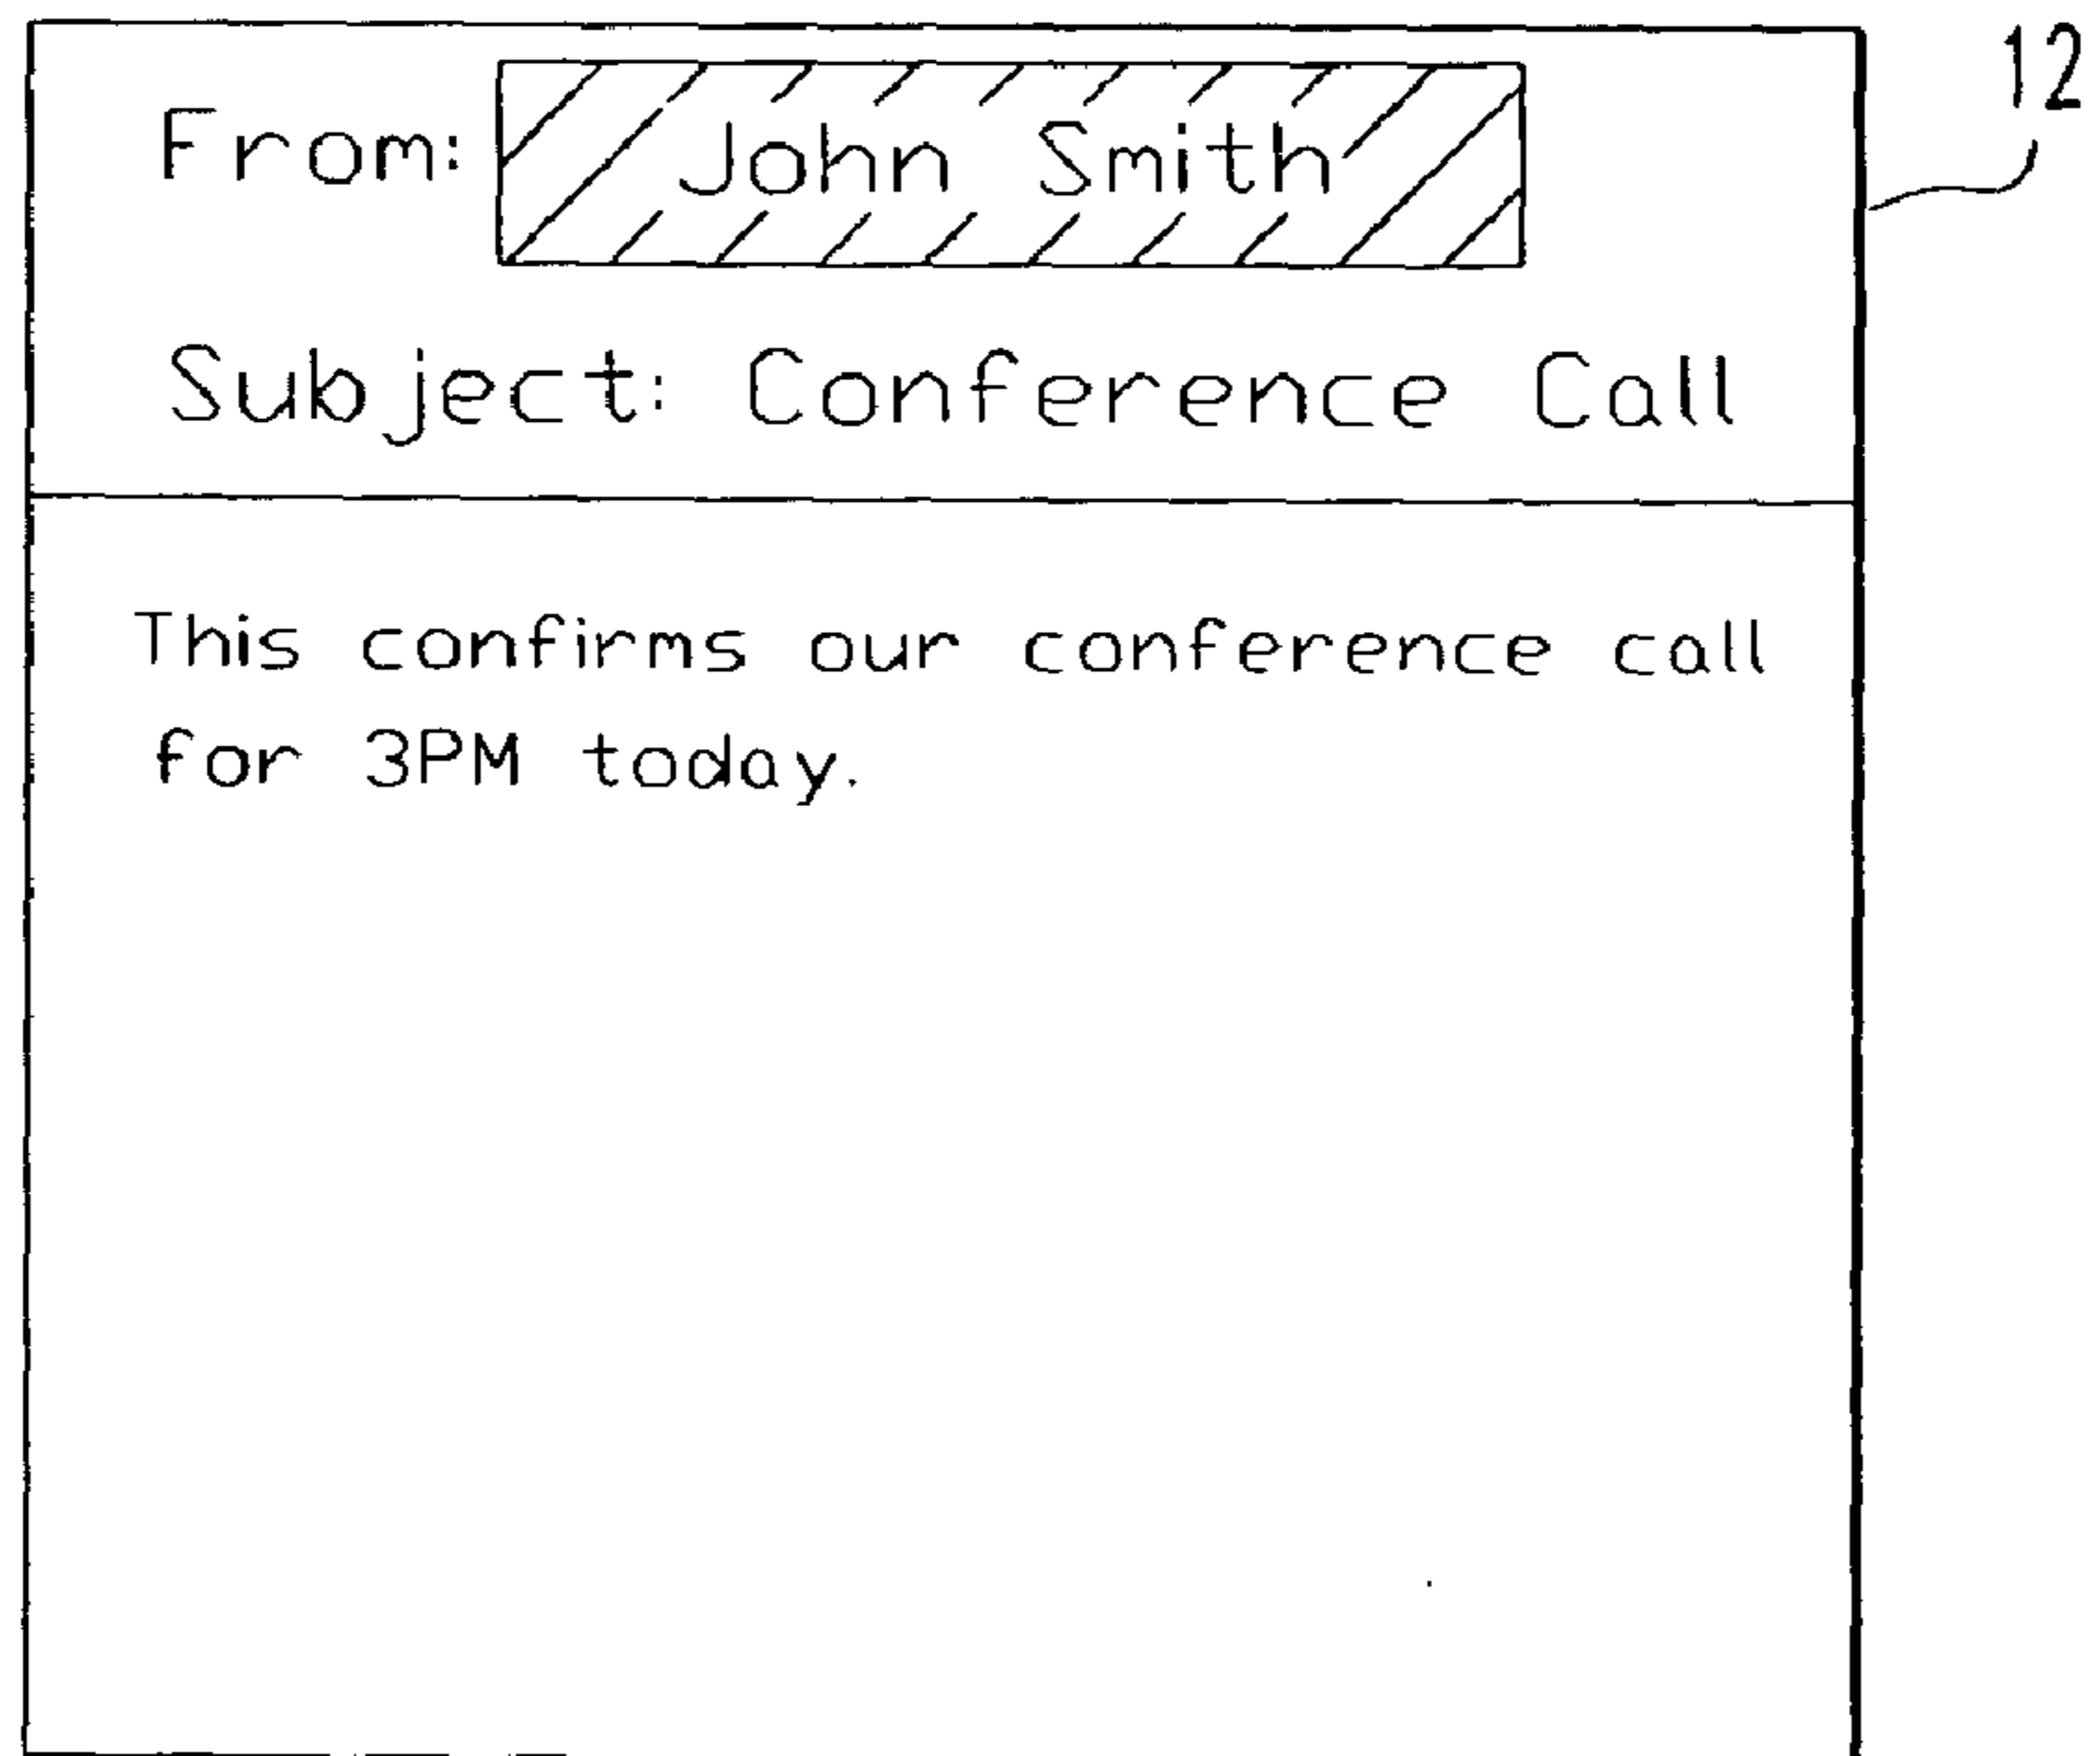 12
From: John Smith
Subject: Conference Call
This confirms our conference call
for 3PM today.